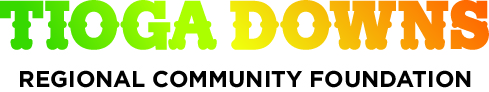 TIOGA DOWNS
REGIONAL COMMUNITY FOUNDATION